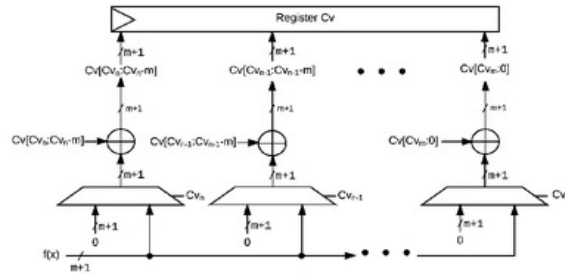 Register Cv
m+1 m+1 m+1
Cv[Cvn:Cvn-m] Cv[Cvn-1:Cvn-1-m] Cv[Cvm:0]
m+1 m+1 m+1
Cv[Cvn:Cvn-m] Cv[Cvn-1:Cvn-1-m] Cv[Cvm:0]
m+1 m+1 m+1
Cvn Cvn-1 Cv
m+1 m+1 m+1
0 0 0
f(x)
m+1